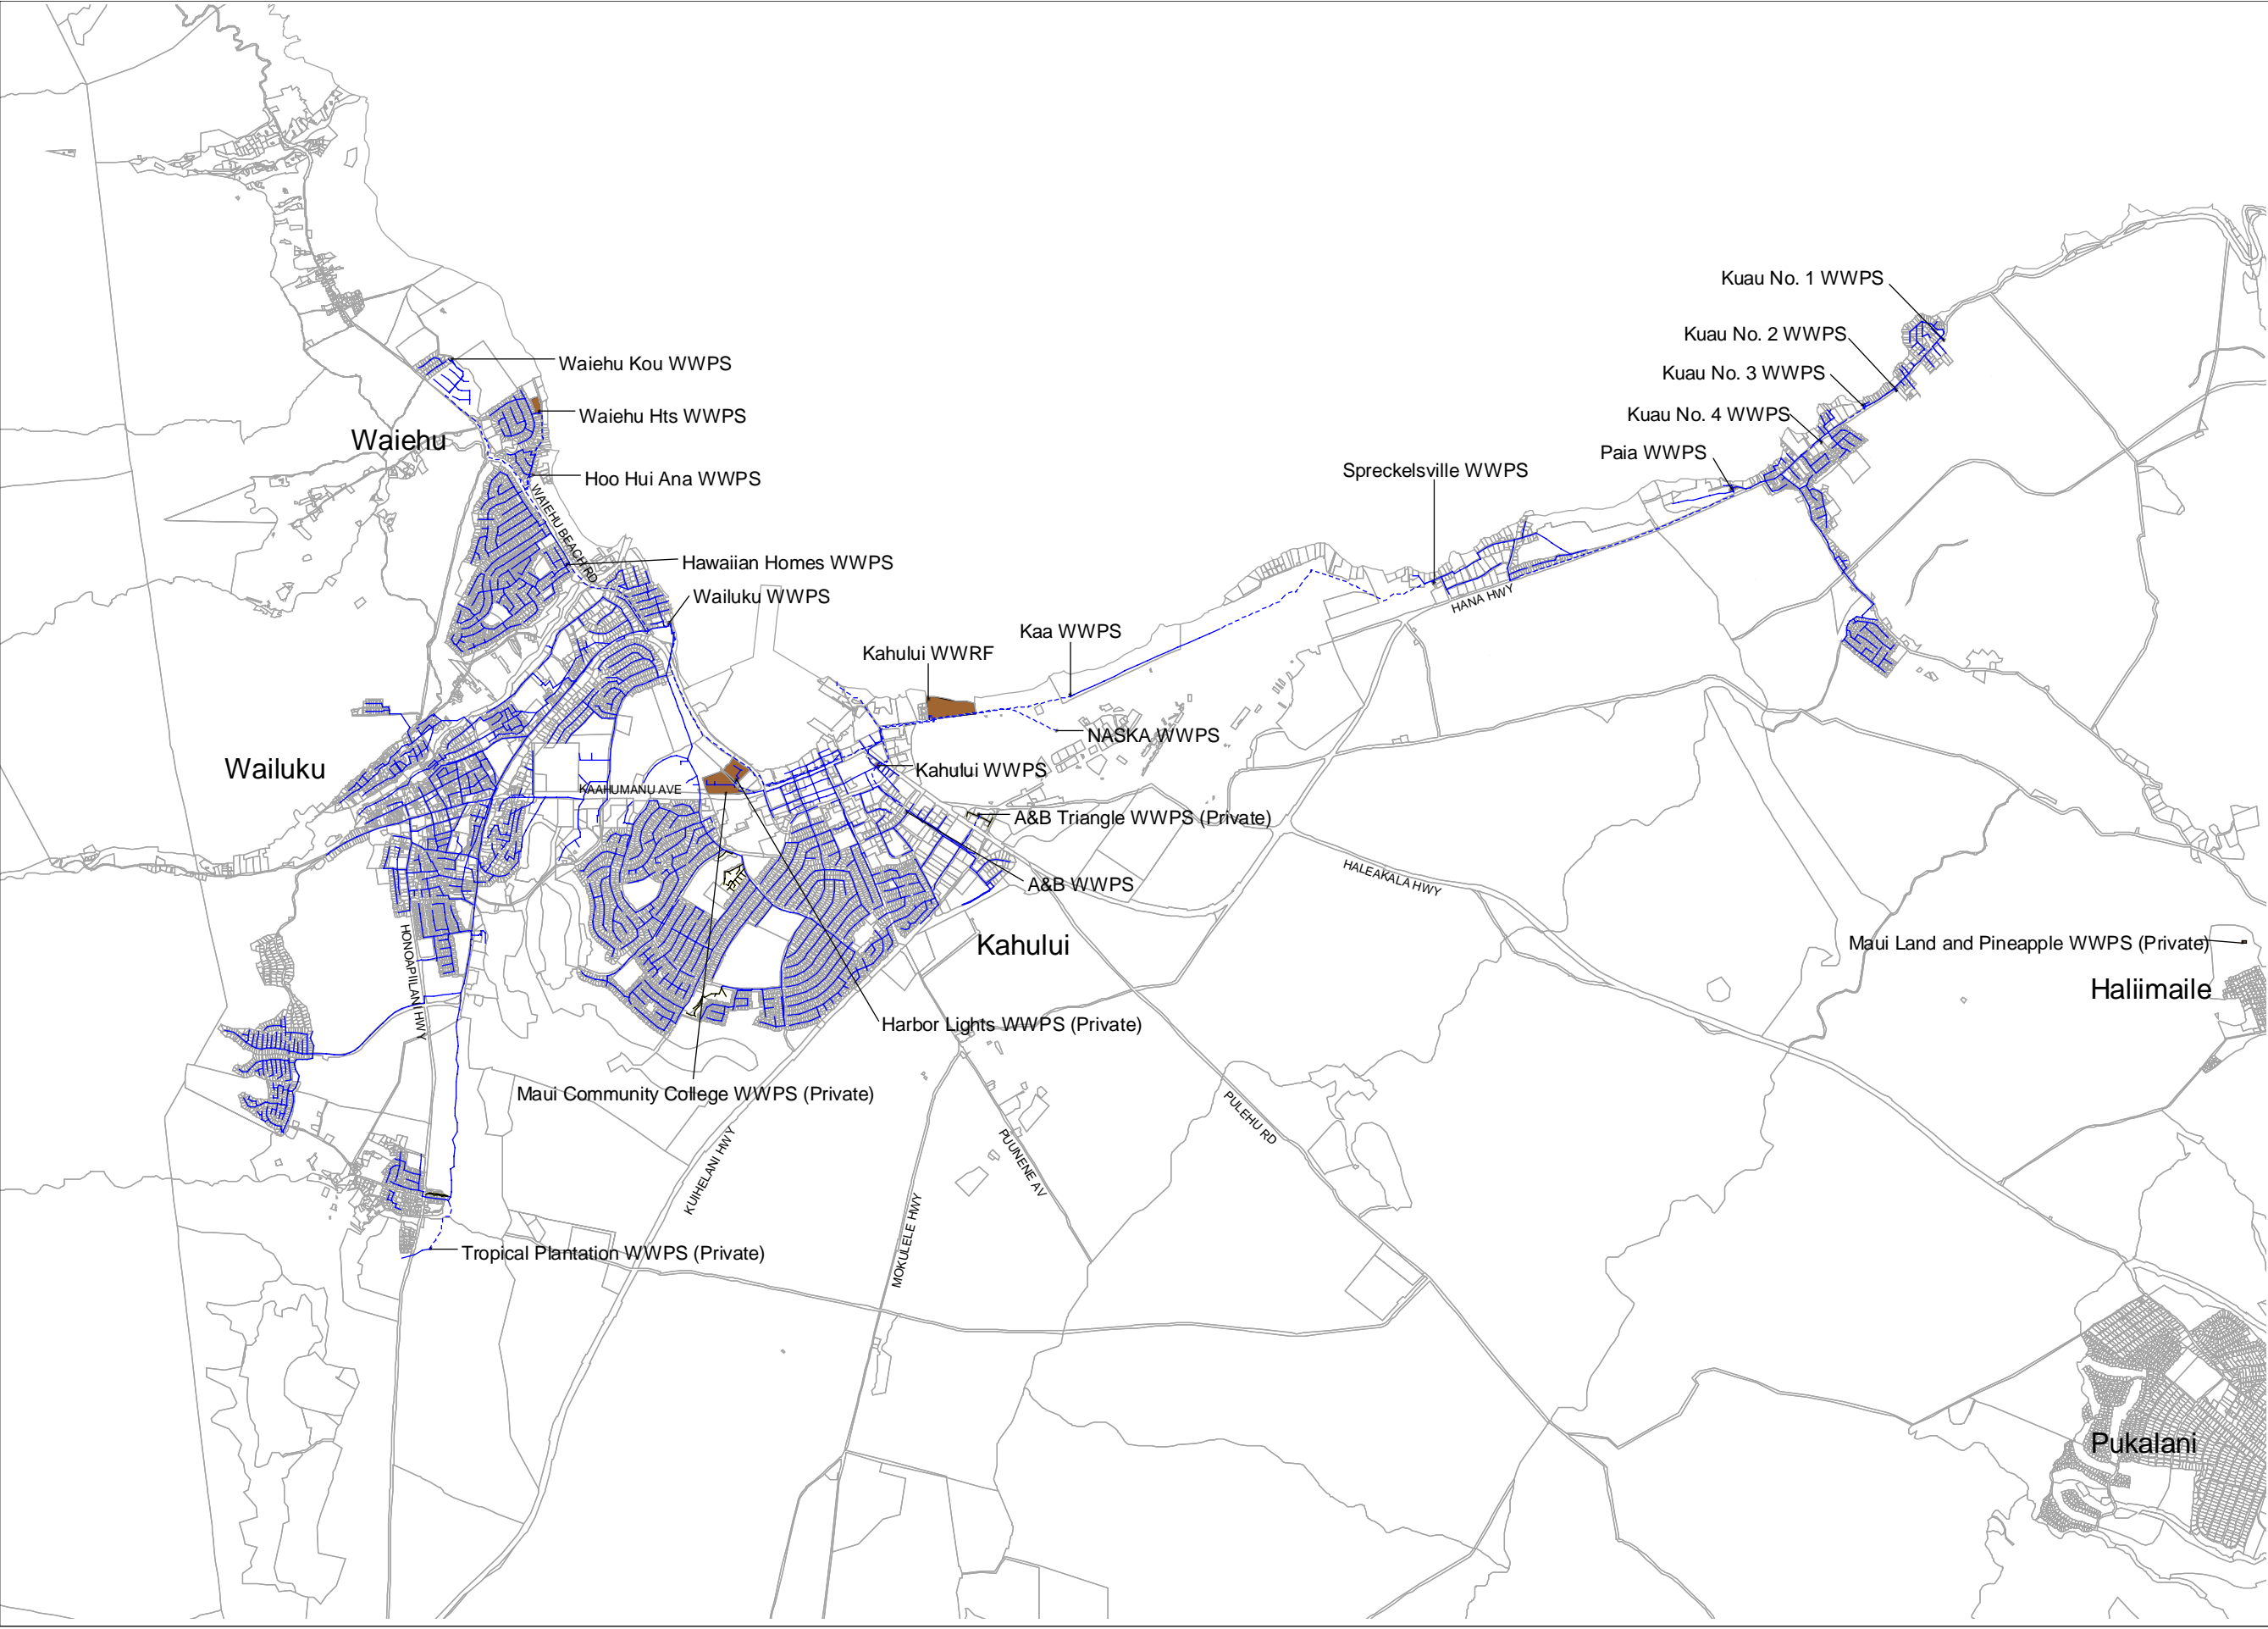 Kuau No. 1 WWPS
Kuau No. 2 WWPS
Waiehu Kou WWPS
Kuau No. 3 WWPS
Waiehu Hts WWPS
Kuau No. 4 WWPS
Waiehu
Paia WWPS
Spreckelsville WWPS
Hoo Hui Ana WWPS
WAIEHU BEACH RD
Hawaiian Homes WWPS
Wailuku WWPS
HANA HWY
Kaa WWPS
Kahului WWRF
NASKA WWPS
Wailuku
Kahului WWPS
KAAHUMANU AVE
A&B Triangle WWPS (Private)
HALEAKALA HWY
A&B WWPS
Kahului
Maui Land and Pineapple WWPS (Private)
HONOAPIILANI HWY
Haliimaile
Harbor Lights WWPS (Private)
Maui Community College WWPS (Private)
PULEHU RD
KUIHELANI HWY
PUUNENE AV
MOKULELE HWY
Tropical Plantation WWPS (Private)
Pukalani